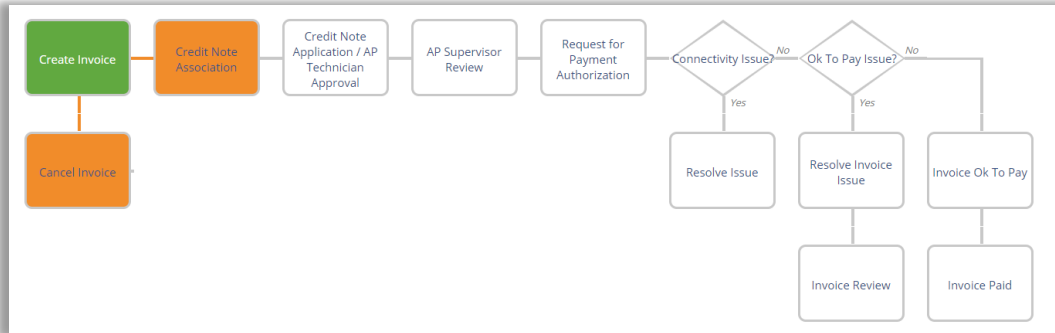 Create Invoice
Credit Note
Association
Credit Note
Application / AP
Technician
Approval
AP Supervisor
Review
Request for
Payment
Authorization
Connectivity Issue?
No
Ok To Pay Issue?
No
Yes
Yes
Cancel Invoice
Resolve Issue
Resolve Invoice
Issue
Invoice Ok To Pay
Invoice Review
Invoice Paid